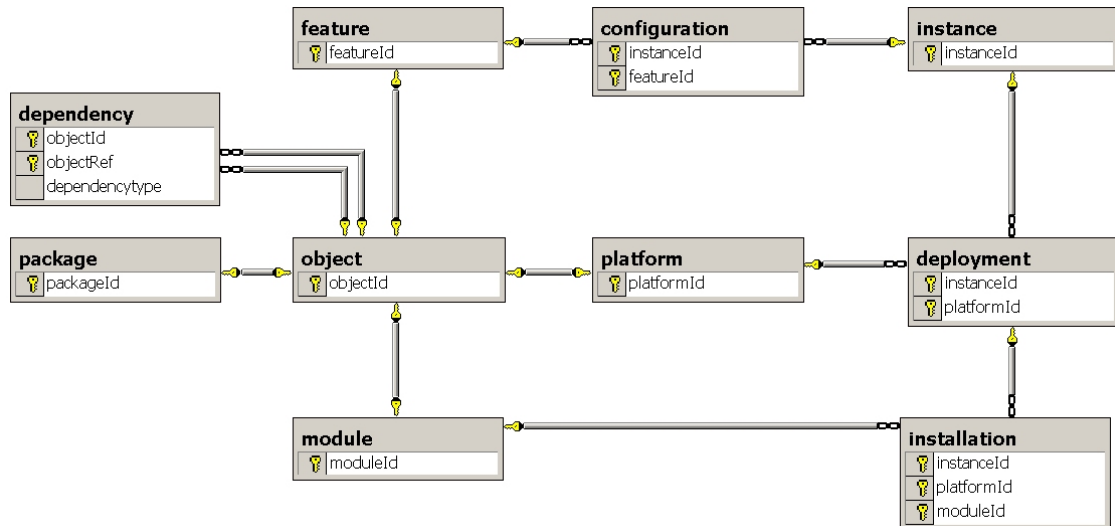 feature
featureId
configuration
instanceId
featureId
instance
instanceId
dependency
objectId
objectRef
dependencytype
package
packageId
object
objectId
platform
platformId
deployment
instanceId
platformId
module
moduleId
installation
instanceId
platformId
moduleId